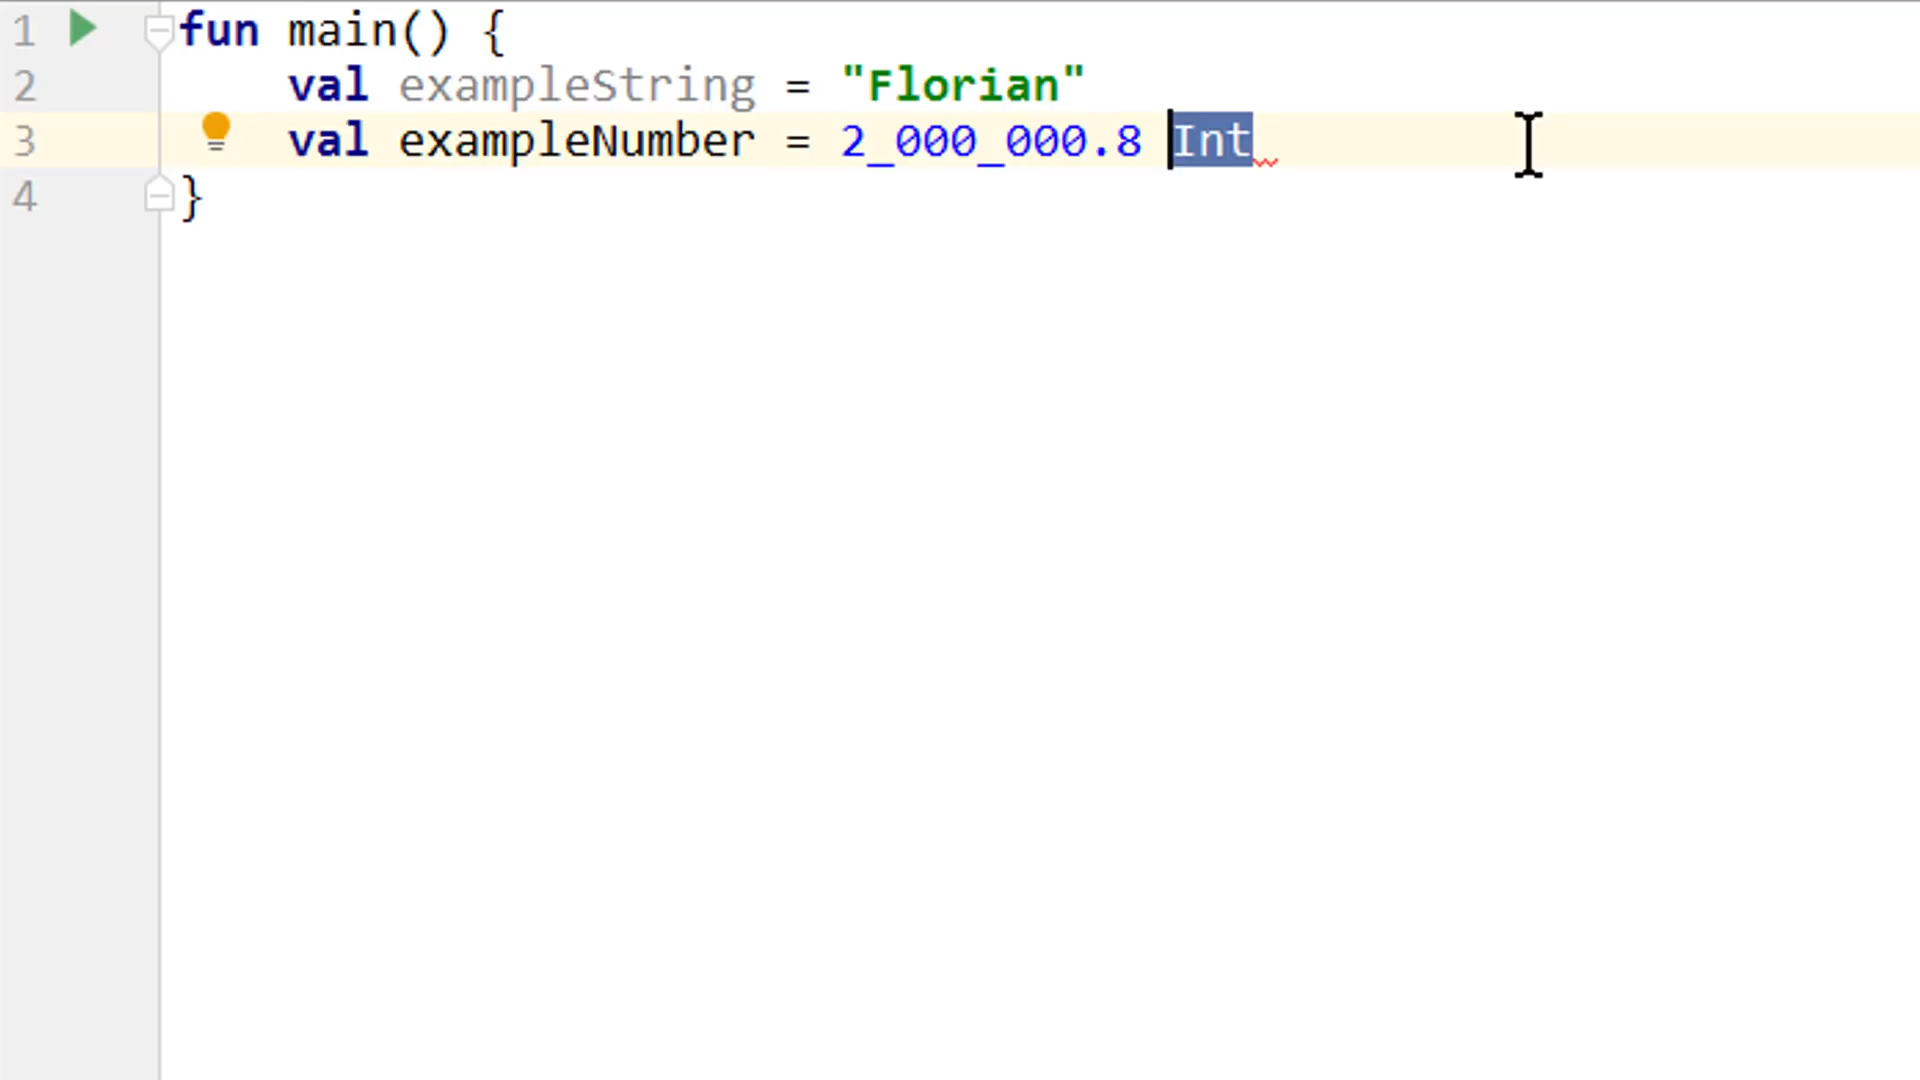 1 fun main() {
2 val exampleString = "Florian"
3 val exampleNumber = 2_000_000.8 Int
4 }